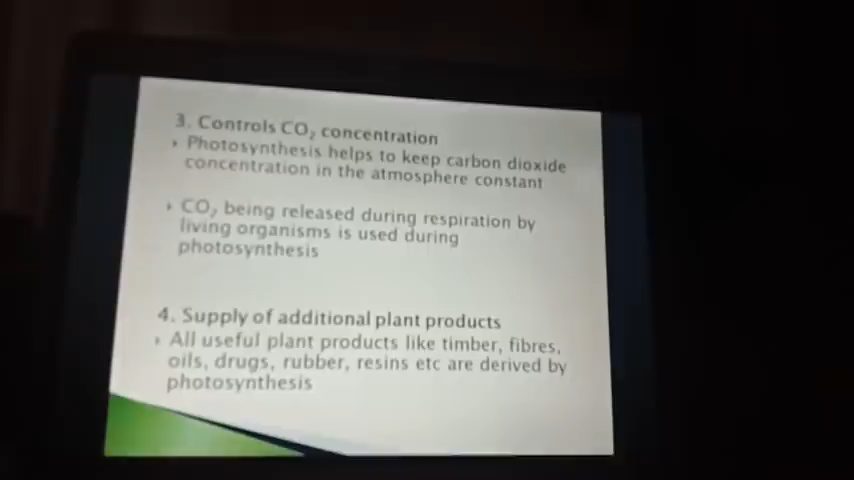 3. Controls CO₂ concentration
Photosynthesis helps to keep carbon dioxide
concentration in the atmosphere constant
CO₂ being released during respiration by
living organisms is used during
photosynthesis
4. Supply of additional plant products
All useful plant products like timber, fibres,
oils, drugs, rubber, resins etc are derived by
photosynthesis